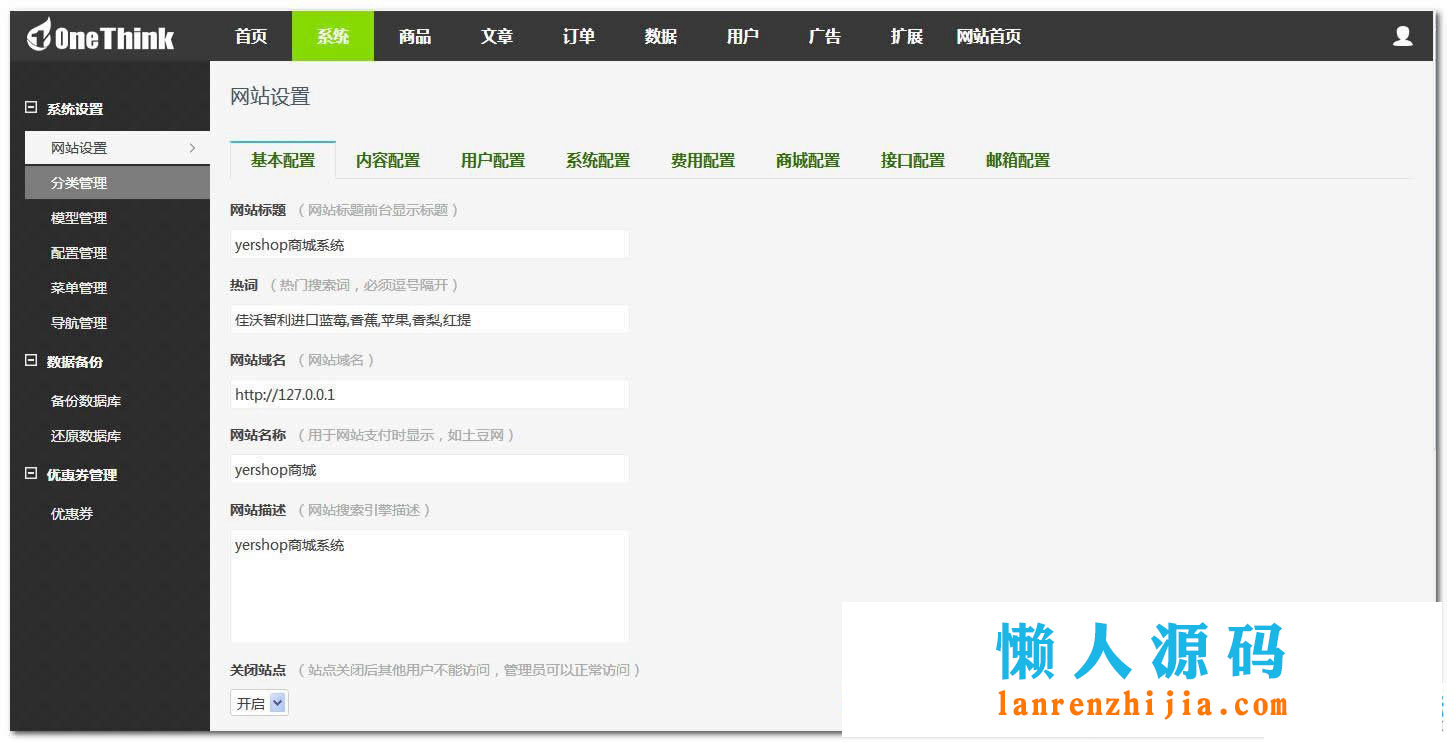 OneThink 首页 系统 商品 文章 订单 数据 用户 广告 扩展 网站首页
系统设置
网站设置
分类管理
模型管理
配置管理
菜单管理
导航管理
数据备份
备份数据库
还原数据库
优惠券管理
优惠券
网站设置
基本配置 内容配置 用户配置 系统配置 费用配置 商城配置 接口配置 邮箱配置
网站标题 （网站标题前台显示标题）
yershop商城系统
热词 （热门搜索词，必须逗号隔开）
佳沃智利进口蓝莓,香蕉,苹果,香梨,红提
网站域名 （网站域名）
http://127.0.0.1
网站名称 （用于网站支付时显示，如土豆网）
yershop商城
网站描述 （网站搜索引擎描述）
yershop商城系统
关闭站点 （站点关闭后其他用户不能访问，管理员可以正常访问）
开启
懒人源码
lanrenzhijia.com